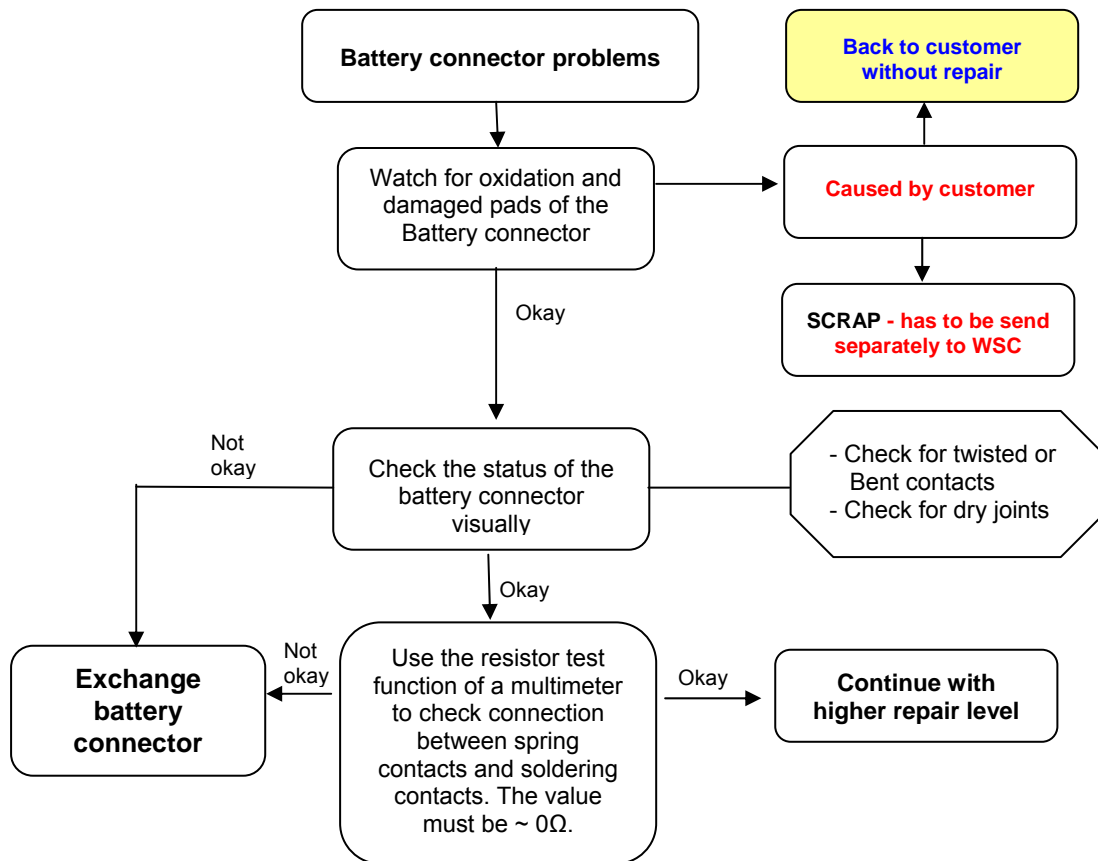 Battery connector problems
Back to customer
without repair
Watch for oxidation and
damaged pads of the
Battery connector
Caused by customer
Okay
SCRAP - has to be send
separately to WSC
Not
okay
Check the status of the
battery connector
visually
- Check for twisted or
Bent contacts
- Check for dry joints
Okay
Exchange
battery
connector
Not
okay
Use the resistor test
function of a multimeter
to check connection
between spring
contacts and soldering
contacts. The value
must be ~ 0Ω.
Okay
Continue with
higher repair level